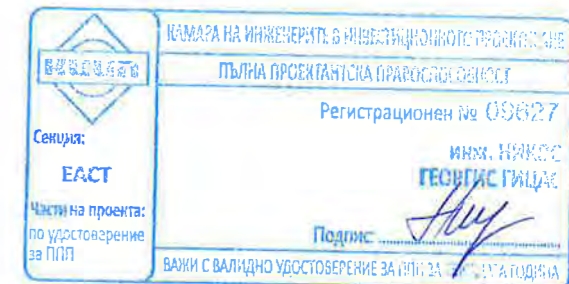 КАМАРА НА ИНЖЕНЕРИТЕ В ИНВЕСТИЦИОННОТО ПРОЕКТИРАНЕ
ПЪЛНА ПРОЕКТАНТСКА ПРАВОСПОСОБНОСТ
Регистрационен №
Секция:
ЕАСТ
Части на проекта:
по удостоверение
за ППП
инж. НИКОС
ГЕОРГИС ГИЦАС
Подпис:
ВАЖИ С ВАЛИДНО УДОСТОВЕРЕНИЕ ЗА ППП ЗА ГОДИНА